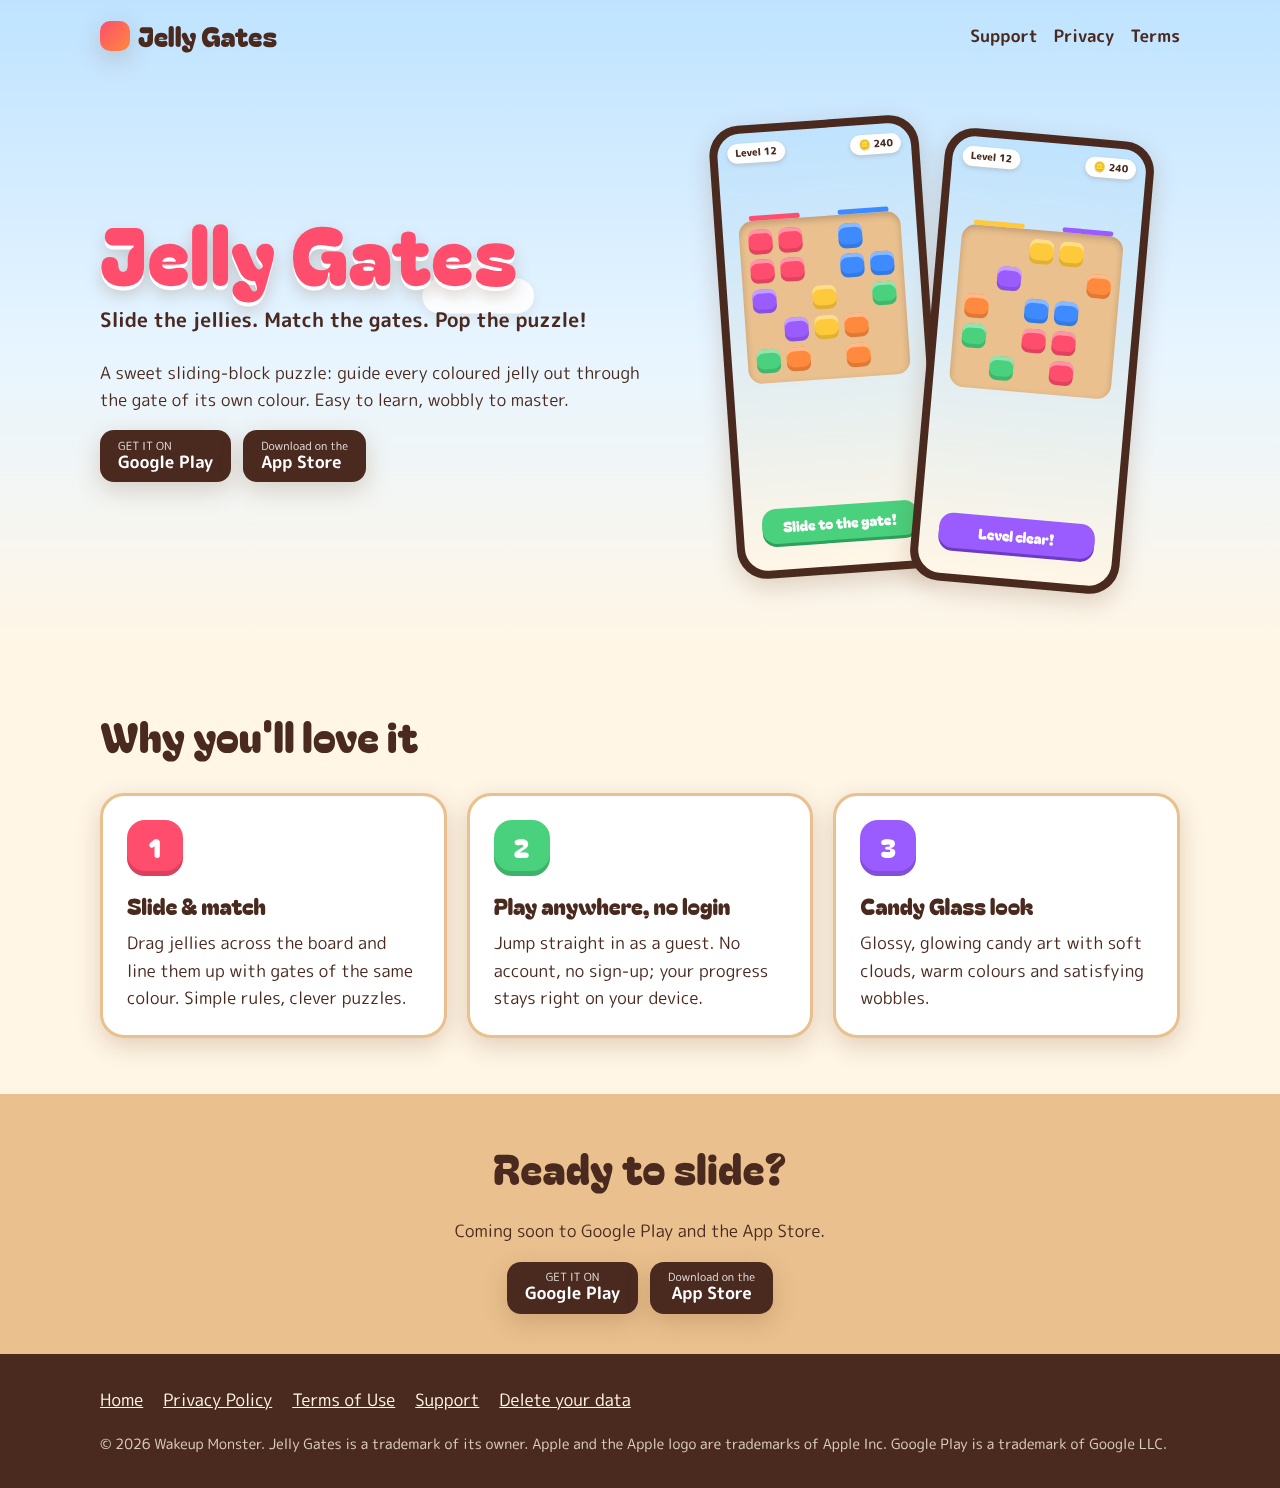 Jelly Gates
Support Privacy Terms
Level 12
240
Level 12
240
Slide to the gate!
Level clear!
Jelly Gates
Slide the jellies. Match the gates. Pop the puzzle!
A sweet sliding-block puzzle: guide every coloured jelly out through
the gate of its own colour. Easy to learn, wobbly to master.
GET IT ON
Google Play
Download on the
App Store
Why you'll love it
1
Slide & match
Drag jellies across the board and
line them up with gates of the same
colour. Simple rules, clever puzzles.
2
Play anywhere, no login
Jump straight in as a guest. No
account, no sign-up; your progress
stays right on your device.
3
Candy Glass look
Glossy, glowing candy art with soft
clouds, warm colours and satisfying
wobbles.
Ready to slide?
Coming soon to Google Play and the App Store.
GET IT ON
Google Play
Download on the
App Store
Home Privacy Policy Terms of Use Support Delete your data
© 2026 Wakeup Monster. Jelly Gates is a trademark of its owner. Apple and the Apple logo are trademarks of Apple Inc. Google Play is a trademark of Google LLC.